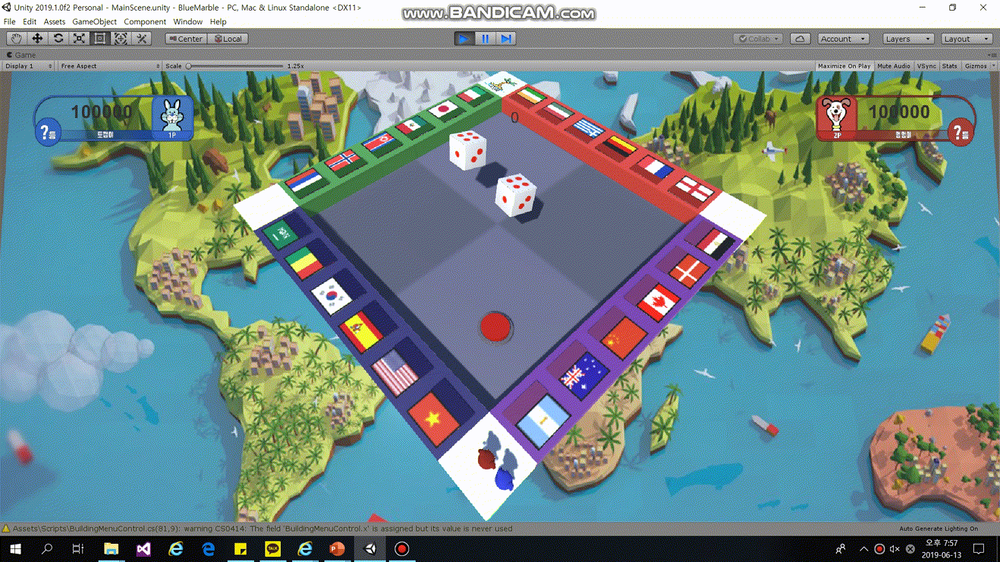 Unity 2019.1.0f2 Personal - MainScene.unity - BlueMarble - PC, Mac & Linux Standalone <DX11>
www.BANDICAM.com
File Edit Assets GameObject Component Window Help
Center Local Collab Account Layers Layout
Game
Display 1 Free Aspect Scale 1.25x Maximize On Play Mute Audio VSync Stats Gizmos
100000
?등
1P
0
100000
2P
멍멍이
?등
Assets\Scripts\BuildingMenuControl.cs(81,9): warning CS0414: The field 'BuildingMenuControl.x' is assigned but its value is never used
Auto Generate Lighting On
TALK
오후 7:57
2019-06-13